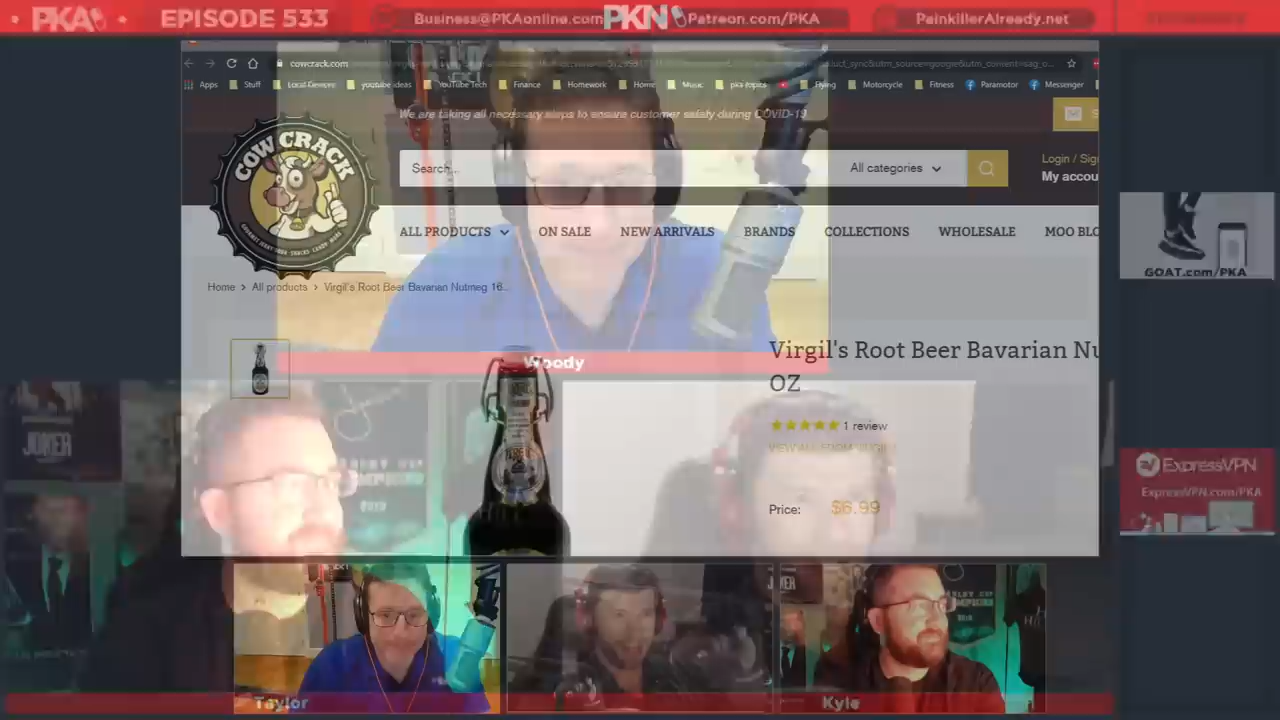 PKA
EPISODE 533
Business@PKAonline.com
PKN
Patreon.com/PKA
PainkillerAlready.net
cowcrack.com
Apps
Stuff
Local Devices
youtube ideas
YouTube Tech
Finance
Homework
Home
Music
pka topics
Flying
Motorcycle
Fitness
Paramotor
Messenger
We are taking all necessary steps to ensure customer safety during COVID-19
COW CRACK
Search...
All categories
Login / Sig
My accou
ALL PRODUCTS
ON SALE
NEW ARRIVALS
BRANDS
COLLECTIONS
WHOLESALE
MOO BLO
GOAT.com/PKA
Home > All products > Virgil's Root Beer Bavarian Nutmeg 16...
Virgil's Root Beer Bavarian Nu
OZ
Woody
1 review
JOKER
ExpressVPN
ExpressVPN.com/PKA
Price: $6.99
JOKER
Taylor
Kyle